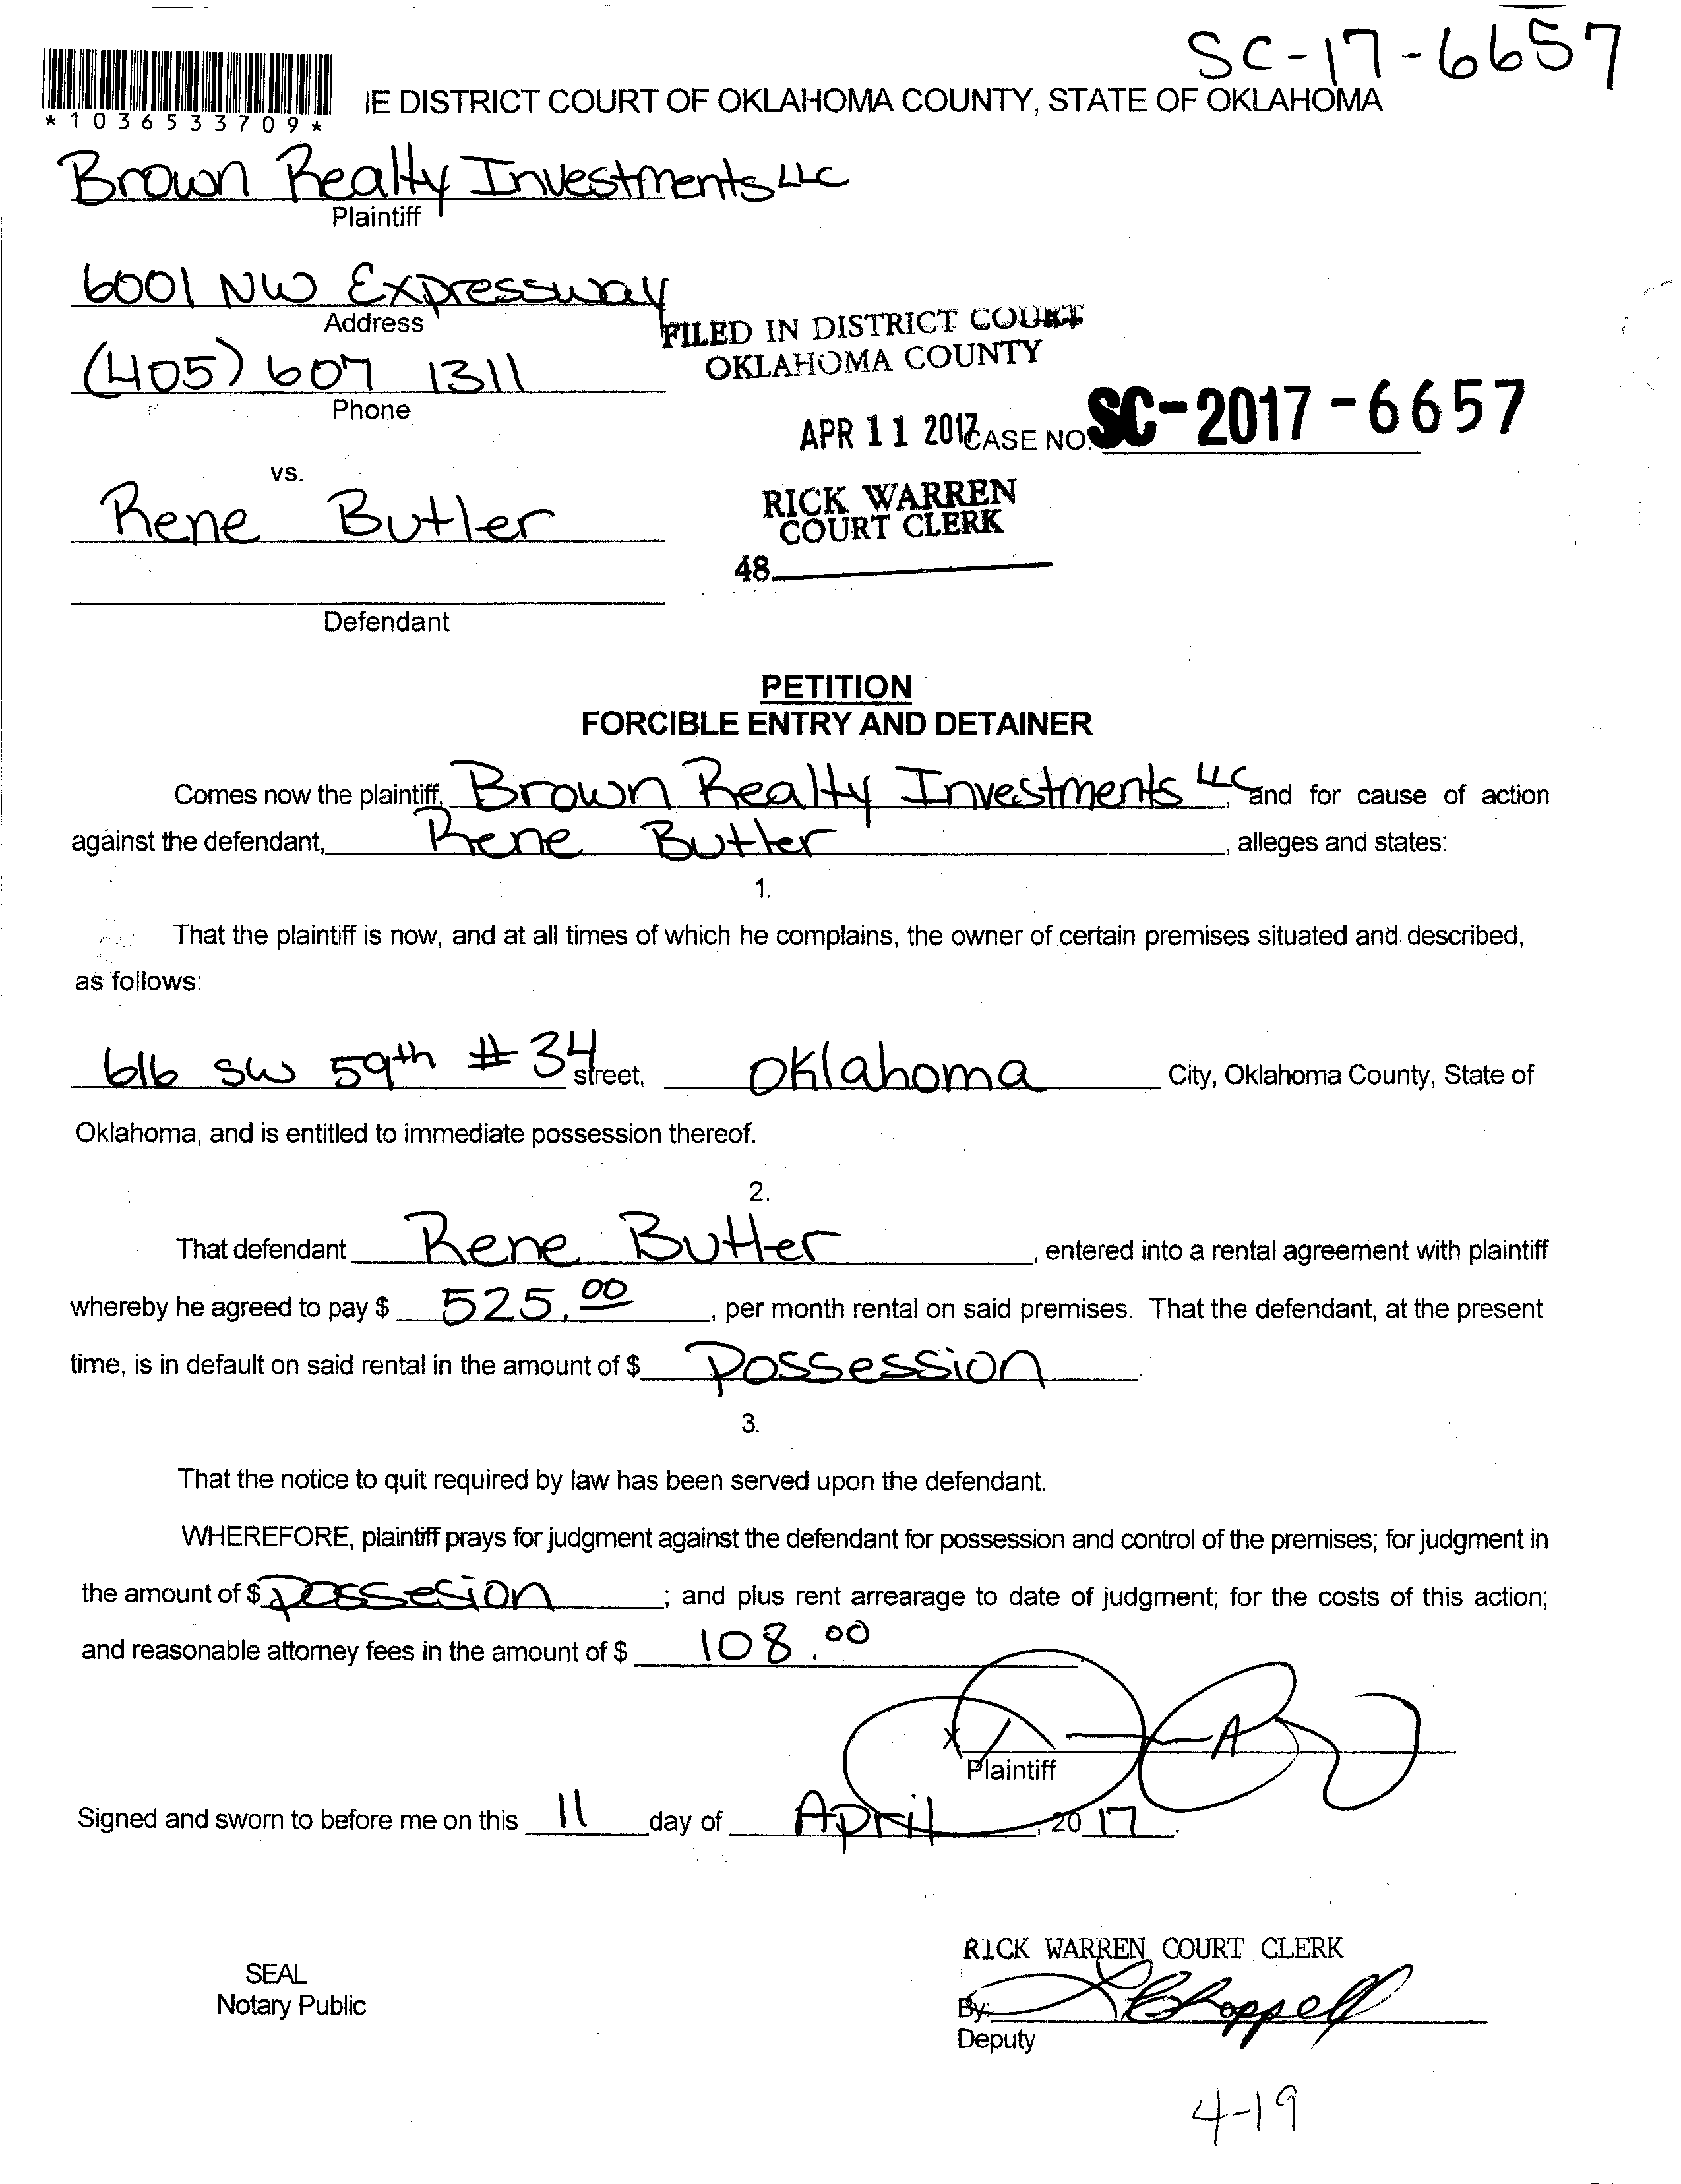 SC-17-6657
*1036533709*
IE DISTRICT COURT OF OKLAHOMA COUNTY, STATE OF OKLAHOMA
Brown Realty Investments LLC
Plaintiff
6001 NW Expressway
Address
FILED IN DISTRICT COURT
OKLAHOMA COUNTY
(405) 607 1311
Phone
APR 11 2017 CASE NO. SC-2017-6657
vs.
RICK WARREN
COURT CLERK
Rene Butler
48
Defendant
PETITION
FORCIBLE ENTRY AND DETAINER
Comes now the plaintiff, Brown Realty Investments LLC, and for cause of action
against the defendant, Rene Butler, alleges and states:
1.
That the plaintiff is now, and at all times of which he complains, the owner of certain premises situated and described,
as follows:
616 SW 59th # 34 street, Oklahoma City, Oklahoma County, State of
Oklahoma, and is entitled to immediate possession thereof.
2.
That defendant Rene Butler, entered into a rental agreement with plaintiff
whereby he agreed to pay $ 525.00, per month rental on said premises. That the defendant, at the present
time, is in default on said rental in the amount of $ Possession.
3.
That the notice to quit required by law has been served upon the defendant.
WHEREFORE, plaintiff prays for judgment against the defendant for possession and control of the premises; for judgment in
the amount of $ possesion; and plus rent arrearage to date of judgment; for the costs of this action;
and reasonable attorney fees in the amount of $ 108.00
X
Plaintiff
Signed and sworn to before me on this 11 day of April, 2017.
RICK WARREN COURT CLERK
SEAL
Notary Public
By: Chappell
Deputy
4-19